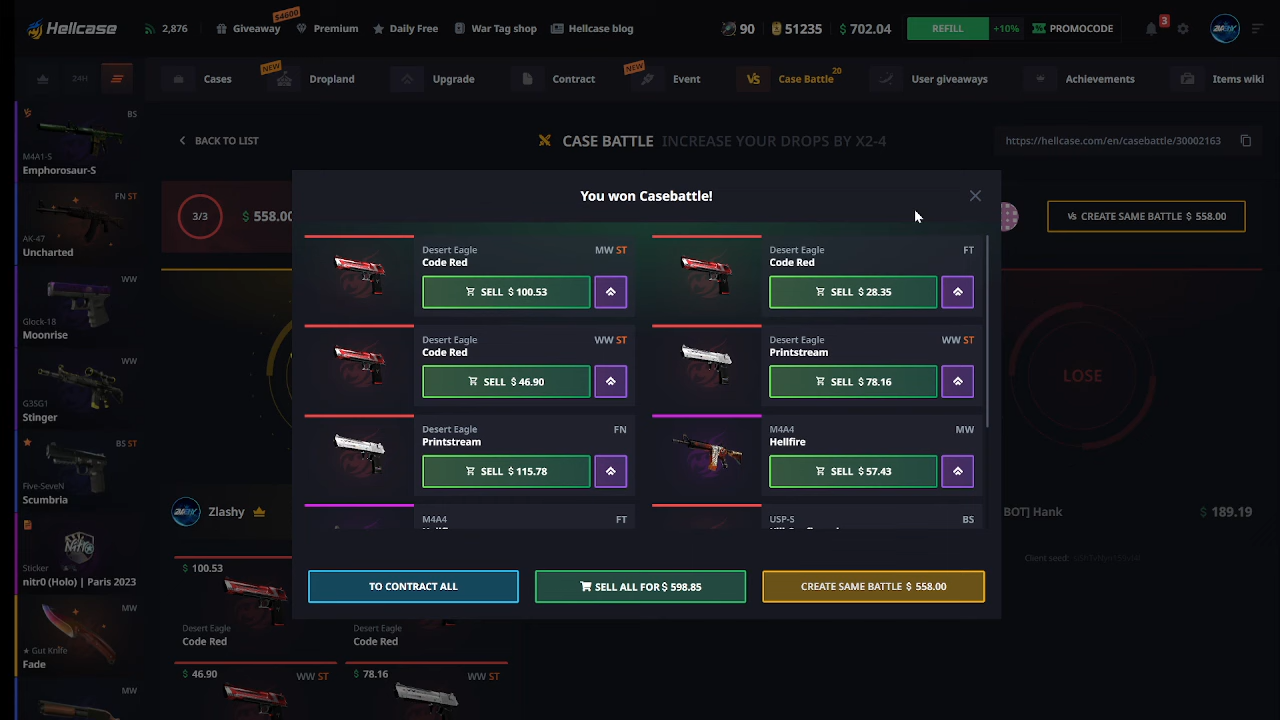 Hellcase
2,876
$4600
Giveaway
Premium
Daily Free
War Tag shop
Hellcase blog
90
51235
$ 702.04
REFILL
+10%
PROMOCODE
3
24H
Cases
NEW
Dropland
Upgrade
Contract
NEW
Event
VS
Case Battle
20
User giveaways
Achievements
Items wiki
BACK TO LIST
CASE BATTLE INCREASE YOUR DROPS BY X2-4
https://hellcase.com/en/casebattle/30002163
3/3
$ 558.00
VS CREATE SAME BATTLE $ 558.00
BS
M4A1-S
Emphorosaur-S
FN ST
AK-47
Uncharted
WW
Glock-18
Moonrise
WW
G3SG1
Stinger
BS ST
Five-SeveN
Scumbria
Sticker
nitr0 (Holo) | Paris 2023
MW
★ Gut Knife
Fade
MW
You won Casebattle!
Desert Eagle MW ST
Code Red
SELL $ 100.53
Desert Eagle FT
Code Red
SELL $ 28.35
Desert Eagle WW ST
Code Red
SELL $ 46.90
Desert Eagle WW ST
Printstream
SELL $ 78.16
Desert Eagle FN
Printstream
SELL $ 115.78
M4A4 MW
Hellfire
SELL $ 57.43
M4A4 FT
USP-S BS
TO CONTRACT ALL
SELL ALL FOR $ 598.85
CREATE SAME BATTLE $ 558.00
LOSE
Zlashy
BOT] Hank
$ 189.19
Client seed:
$ 100.53
Desert Eagle
Code Red
Desert Eagle
Code Red
$ 46.90
WW ST
$ 78.16
WW ST